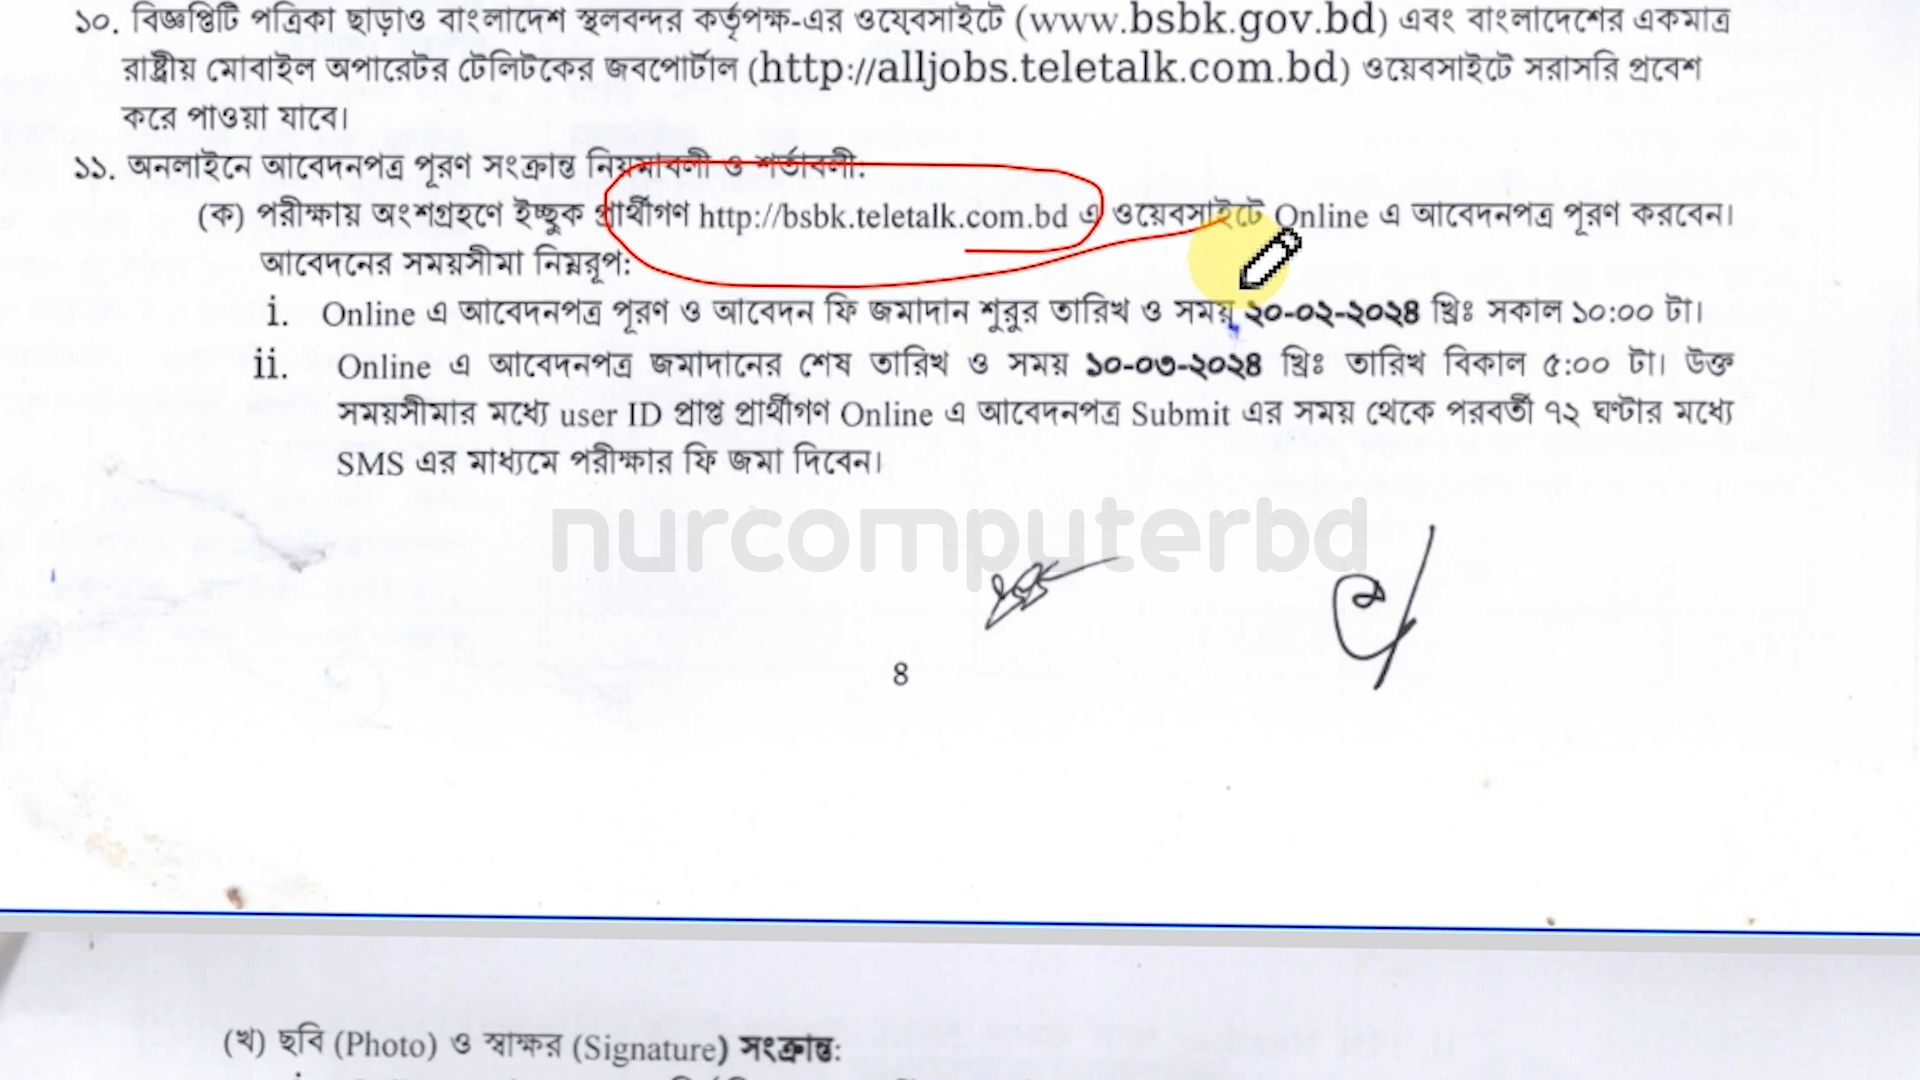 ১০. বিজ্ঞপ্তিটি পত্রিকা ছাড়াও বাংলাদেশ স্থলবন্দর কর্তৃপক্ষ-এর ওয়েবসাইটে (www.bsbk.gov.bd) এবং বাংলাদেশের একমাত্র
রাষ্ট্রীয় মোবাইল অপারেটর টেলিটকের জবপোর্টাল (http://alljobs.teletalk.com.bd) ওয়েবসাইটে সরাসরি প্রবেশ
করে পাওয়া যাবে।
১১. অনলাইনে আবেদনপত্র পূরণ সংক্রান্ত নিয়মাবলী ও শর্তাবলী:
(ক) পরীক্ষায় অংশগ্রহণে ইচ্ছুক প্রার্থীগণ http://bsbk.teletalk.com.bd এ ওয়েবসাইটে Online এ আবেদনপত্র পূরণ করবেন।
আবেদনের সময়সীমা নিম্নরূপ:
i. Online এ আবেদনপত্র পূরণ ও আবেদন ফি জমাদান শুরুর তারিখ ও সময় ২০-০২-২০২৪ খ্রিঃ সকাল ১০:০০ টা।
ii. Online এ আবেদনপত্র জমাদানের শেষ তারিখ ও সময় ১০-০৩-২০২৪ খ্রিঃ তারিখ বিকাল ৫:০০ টা। উক্ত
সময়সীমার মধ্যে user ID প্রাপ্ত প্রার্থীগণ Online এ আবেদনপত্র Submit এর সময় থেকে পরবর্তী ৭২ ঘণ্টার মধ্যে
SMS এর মাধ্যমে পরীক্ষার ফি জমা দিবেন।
nurcomputerbd
8
(খ) ছবি (Photo) ও স্বাক্ষর (Signature) সংক্রান্ত: